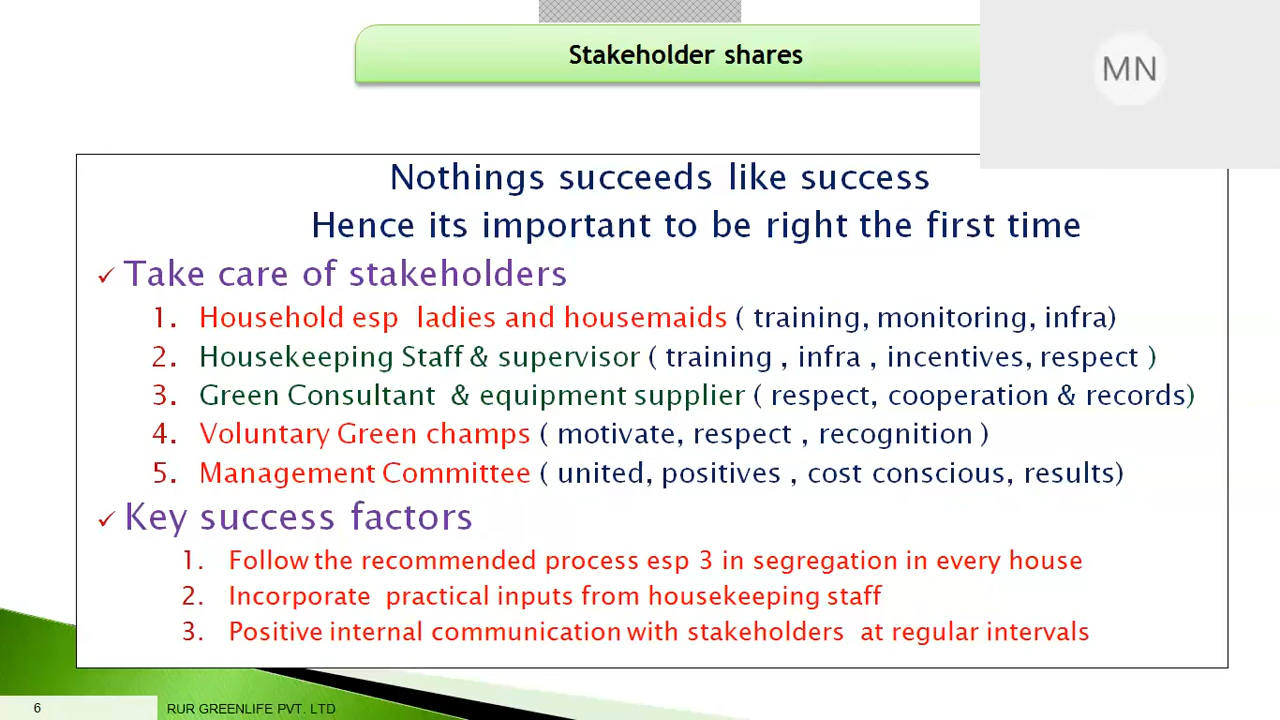 Stakeholder shares
MN
Nothings succeeds like success
Hence its important to be right the first time
✓ Take care of stakeholders
1. Household esp ladies and housemaids ( training, monitoring, infra)
2. Housekeeping Staff & supervisor ( training , infra , incentives, respect )
3. Green Consultant & equipment supplier ( respect, cooperation & records)
4. Voluntary Green champs ( motivate, respect , recognition )
5. Management Committee ( united, positives , cost conscious, results)
✓ Key success factors
1. Follow the recommended process esp 3 in segregation in every house
2. Incorporate practical inputs from housekeeping staff
3. Positive internal communication with stakeholders at regular intervals
6 RUR GREENLIFE PVT. LTD